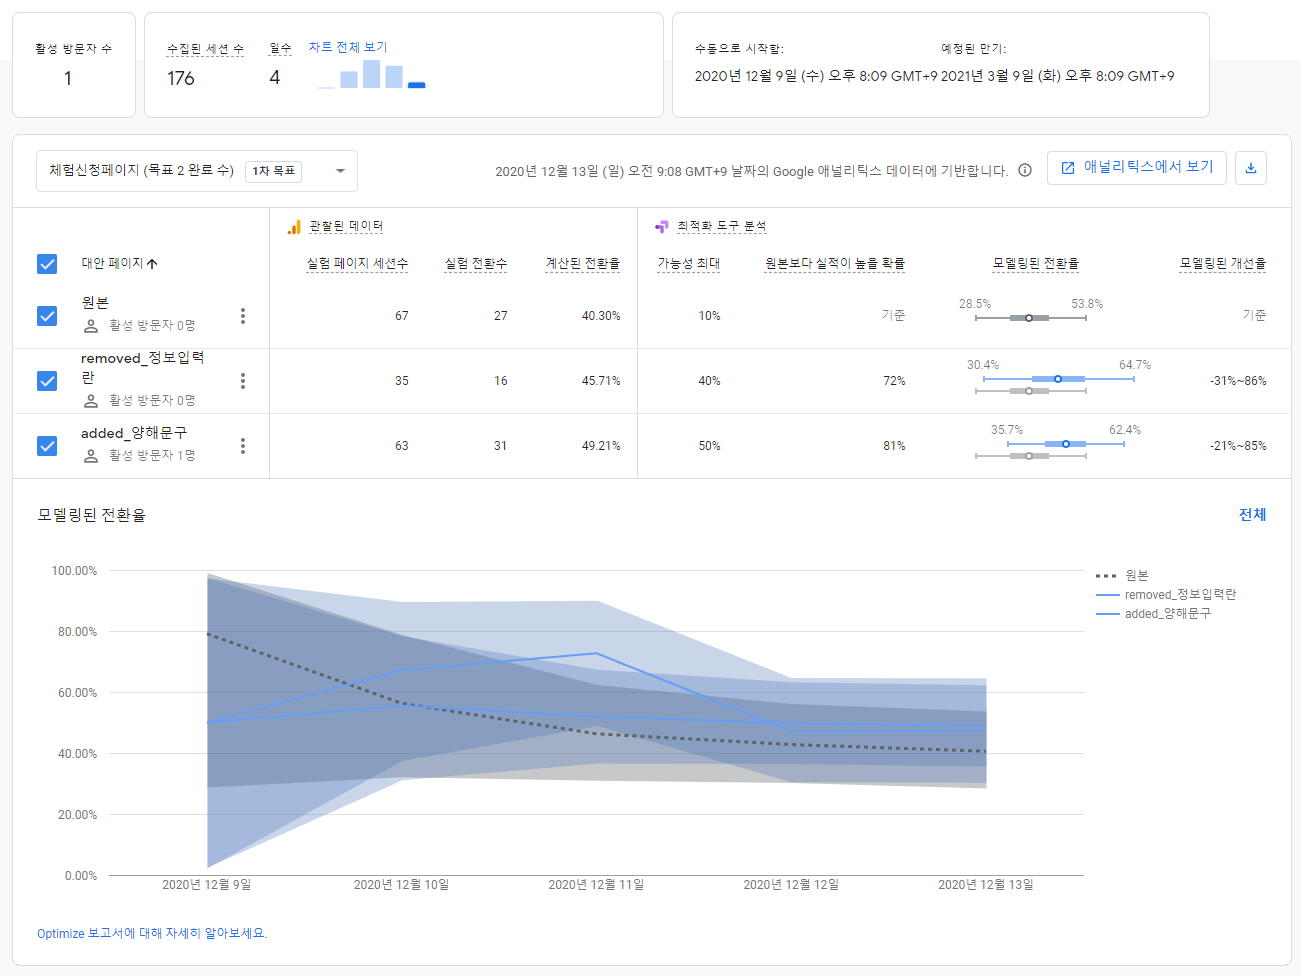 활성 방문자 수
1
수집된 세션 수
176
일수
4
차트 전체 보기
수동으로 시작함:
2020년 12월 9일 (수) 오후 8:09 GMT+9
예정된 만기:
2021년 3월 9일 (화) 오후 8:09 GMT+9
체험신청페이지 (목표 2 완료 수) 1차 목표
2020년 12월 13일 (일) 오전 9:08 GMT+9 날짜의 Google 애널리틱스 데이터에 기반합니다.
애널리틱스에서 보기
관찰된 데이터
최적화 도구 분석
대안 페이지
실험 페이지 세션수
실험 전환수
계산된 전환율
가능성 최대
원본보다 실적이 높을 확률
모델링된 전환율
모델링된 개선율
원본
활성 방문자 0명
67
27
40.30%
10%
기준
28.5%
53.8%
기준
removed_정보입력
란
활성 방문자 0명
35
16
45.71%
40%
72%
30.4%
64.7%
-31%~86%
added_양해문구
활성 방문자 1명
63
31
49.21%
50%
81%
35.7%
62.4%
-21%~85%
모델링된 전환율
전체
100.00%
80.00%
60.00%
40.00%
20.00%
0.00%
2020년 12월 9일
2020년 12월 10일
2020년 12월 11일
2020년 12월 12일
2020년 12월 13일
원본
removed_정보입력란
added_양해문구
Optimize 보고서에 대해 자세히 알아보세요.